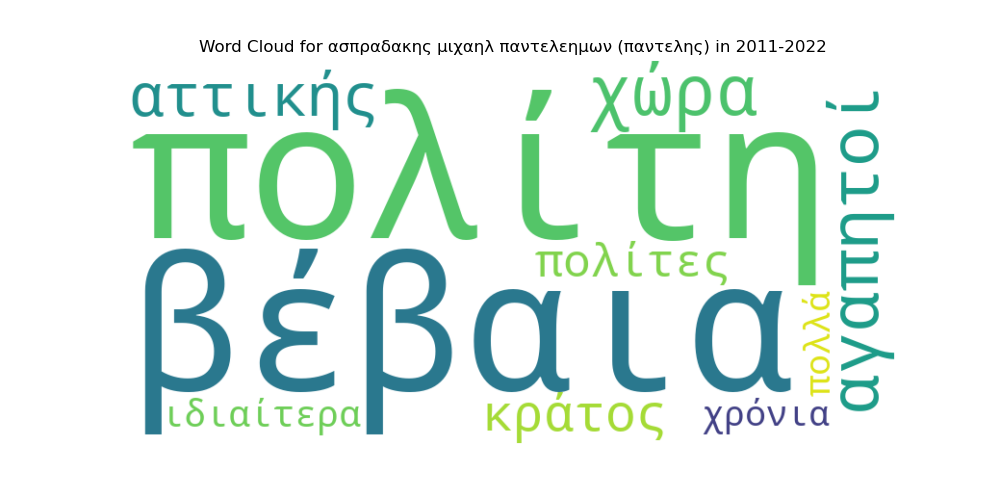 Word Cloud for ασπραδακης μιχαηλ παντελεημων (παντελης) in 2011-2022
αττικής
χώρα
πολίτη
αγαπητοί
πολίτες
βέβαια
πολλά
ιδιαίτερα
κράτος
χρόνια